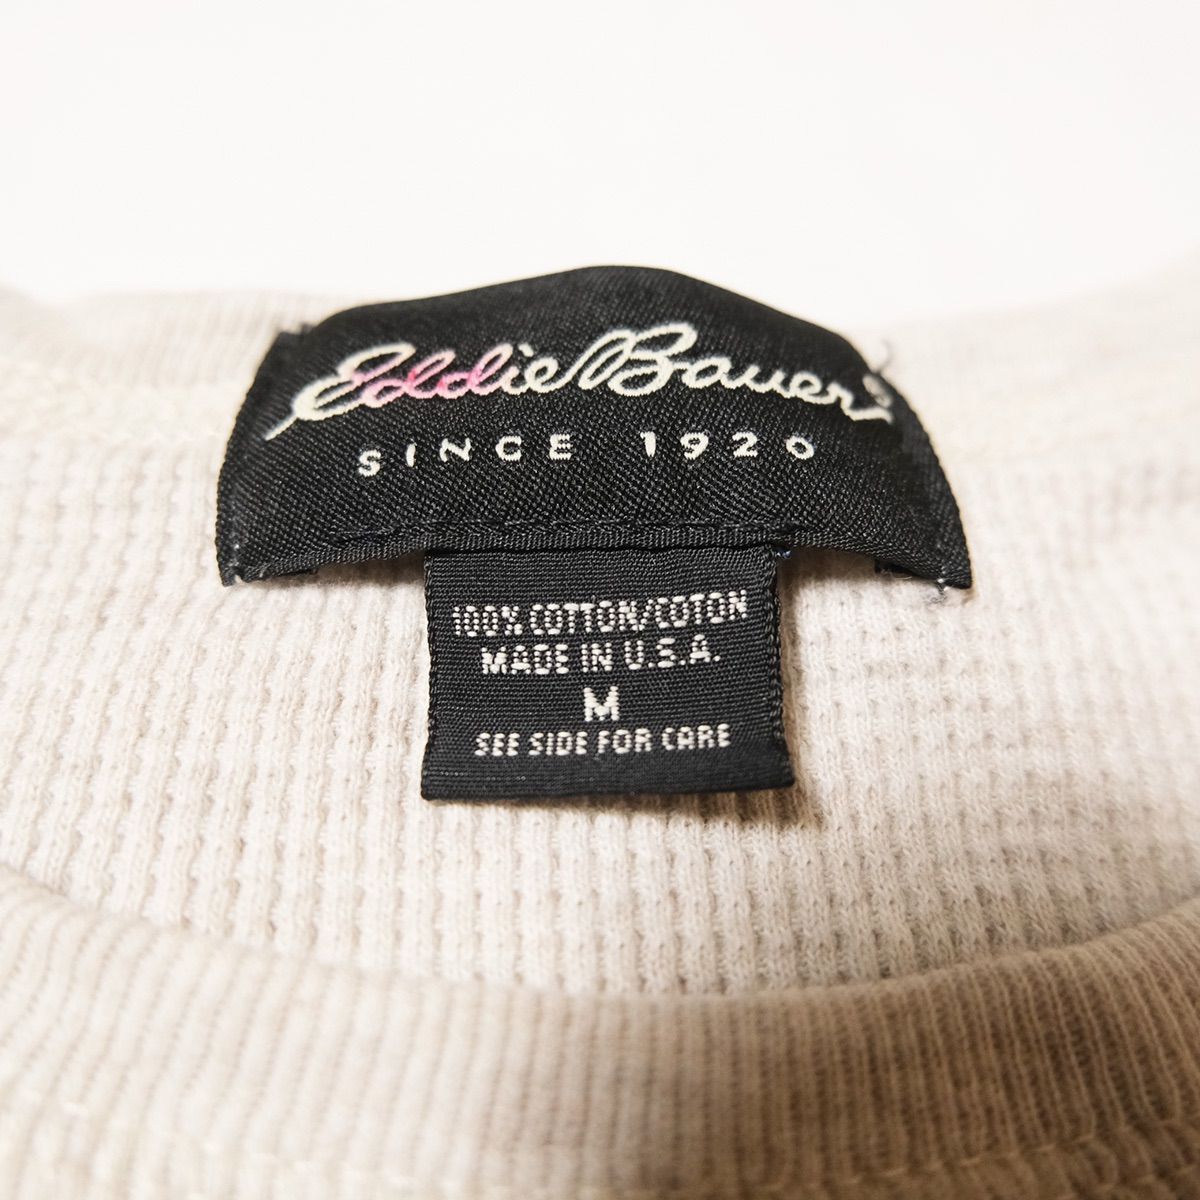 Eddie Bauer
SINCE 1920
100% COTTON/COTON
MADE IN U.S.A.
M
SEE SIDE FOR CARE